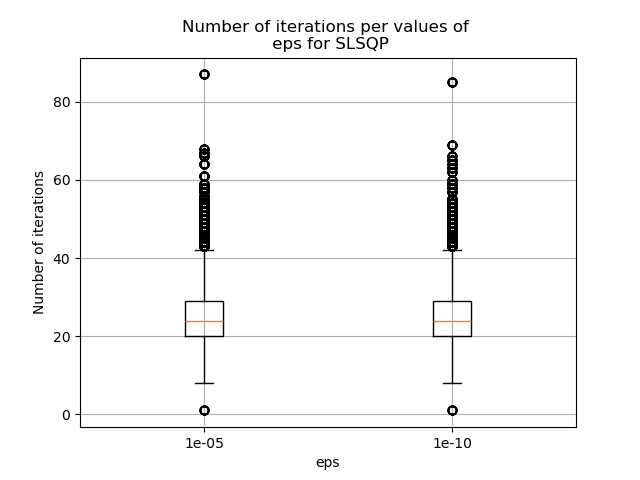 Number of iterations per values of
eps for SLSQP
Number of iterations
80
60
40
20
0
1e-05
1e-10
eps